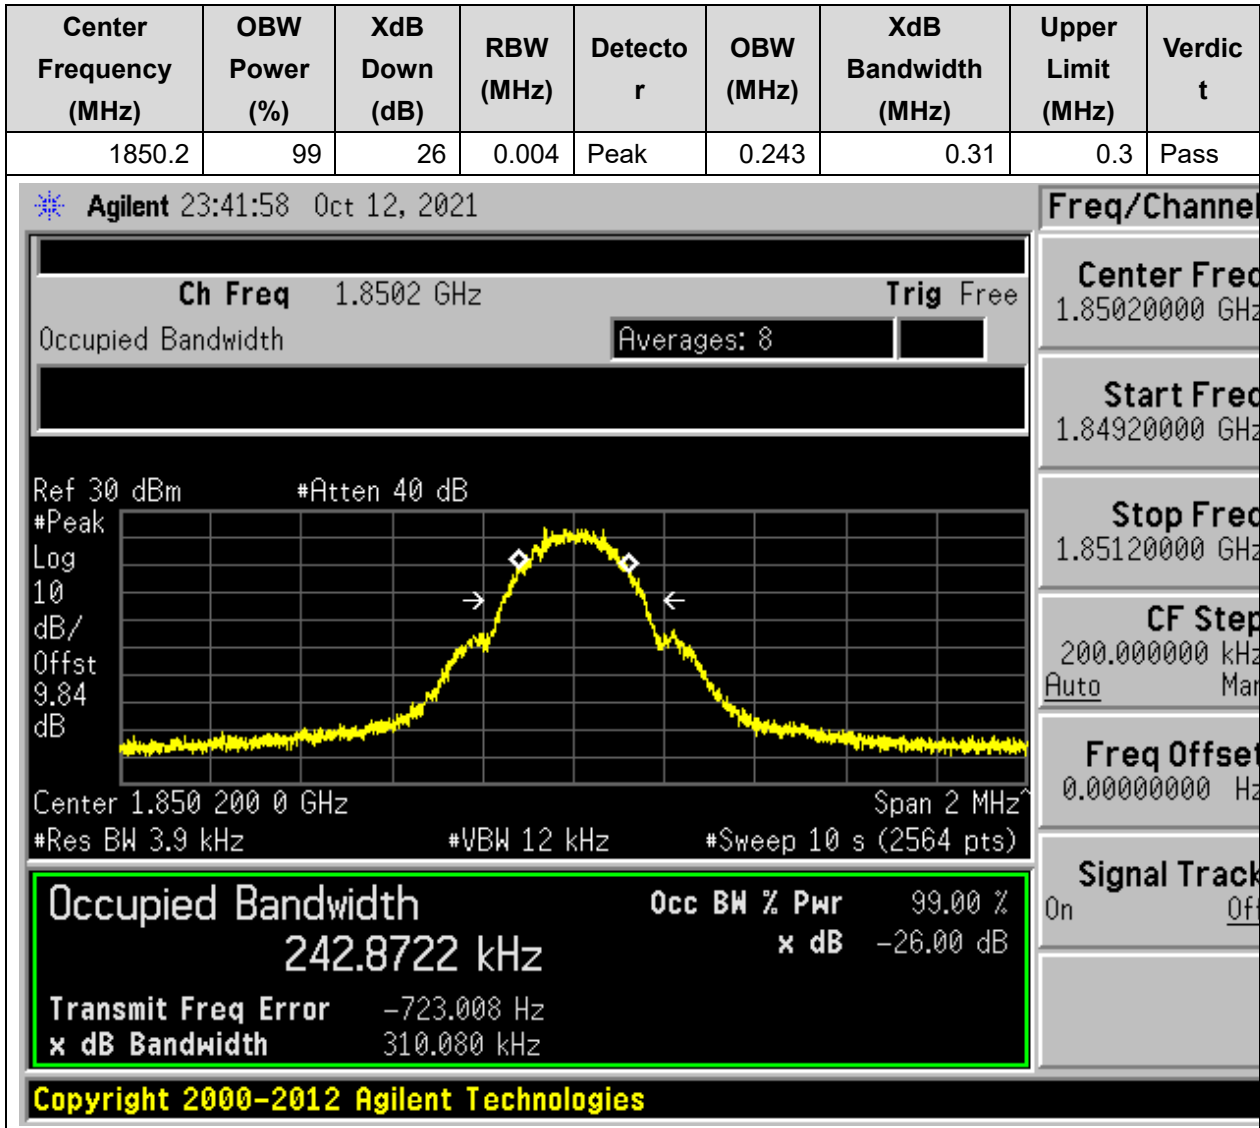 Center Frequency (MHz) OBW Power (%) XdB Down (dB) RBW (MHz) Detector OBW (MHz) XdB Bandwidth (MHz) Upper Limit (MHz) Verdict
1850.2 99 26 0.004 Peak 0.243 0.31 0.3 Pass
Agilent 23:41:58 Oct 12, 2021
Ch Freq 1.8502 GHz Trig Free
Occupied Bandwidth Averages: 8
Ref 30 dBm #Atten 40 dB
#Peak
Log
10
dB/
Offst
9.84
dB
Center 1.850 200 0 GHz Span 2 MHz^
#Res BW 3.9 kHz #VBW 12 kHz #Sweep 10 s (2564 pts)
Occupied Bandwidth Occ BW % Pwr 99.00 %
242.8722 kHz x dB -26.00 dB
Transmit Freq Error -723.008 Hz
x dB Bandwidth 310.080 kHz
Copyright 2000-2012 Agilent Technologies
Freq/Channel
Center Freq
1.85020000 GHz
Start Freq
1.84920000 GHz
Stop Freq
1.85120000 GHz
CF Step
200.000000 kHz
Auto Man
Freq Offset
0.00000000 Hz
Signal Track
On Off